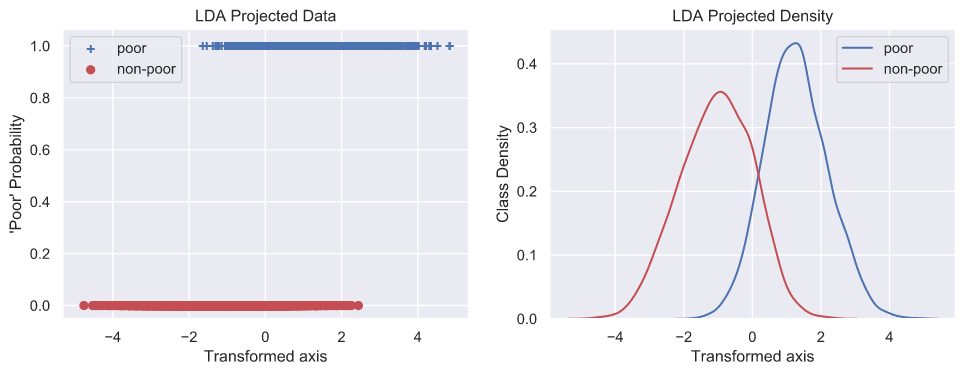 LDA Projected Data
poor
non-poor
1.0
0.8
0.6
0.4
0.2
0.0
'Poor' Probability
−4
−2
0
2
4
Transformed axis
LDA Projected Density
poor
non-poor
0.4
0.3
0.2
0.1
0.0
Class Density
−4
−2
0
2
4
Transformed axis